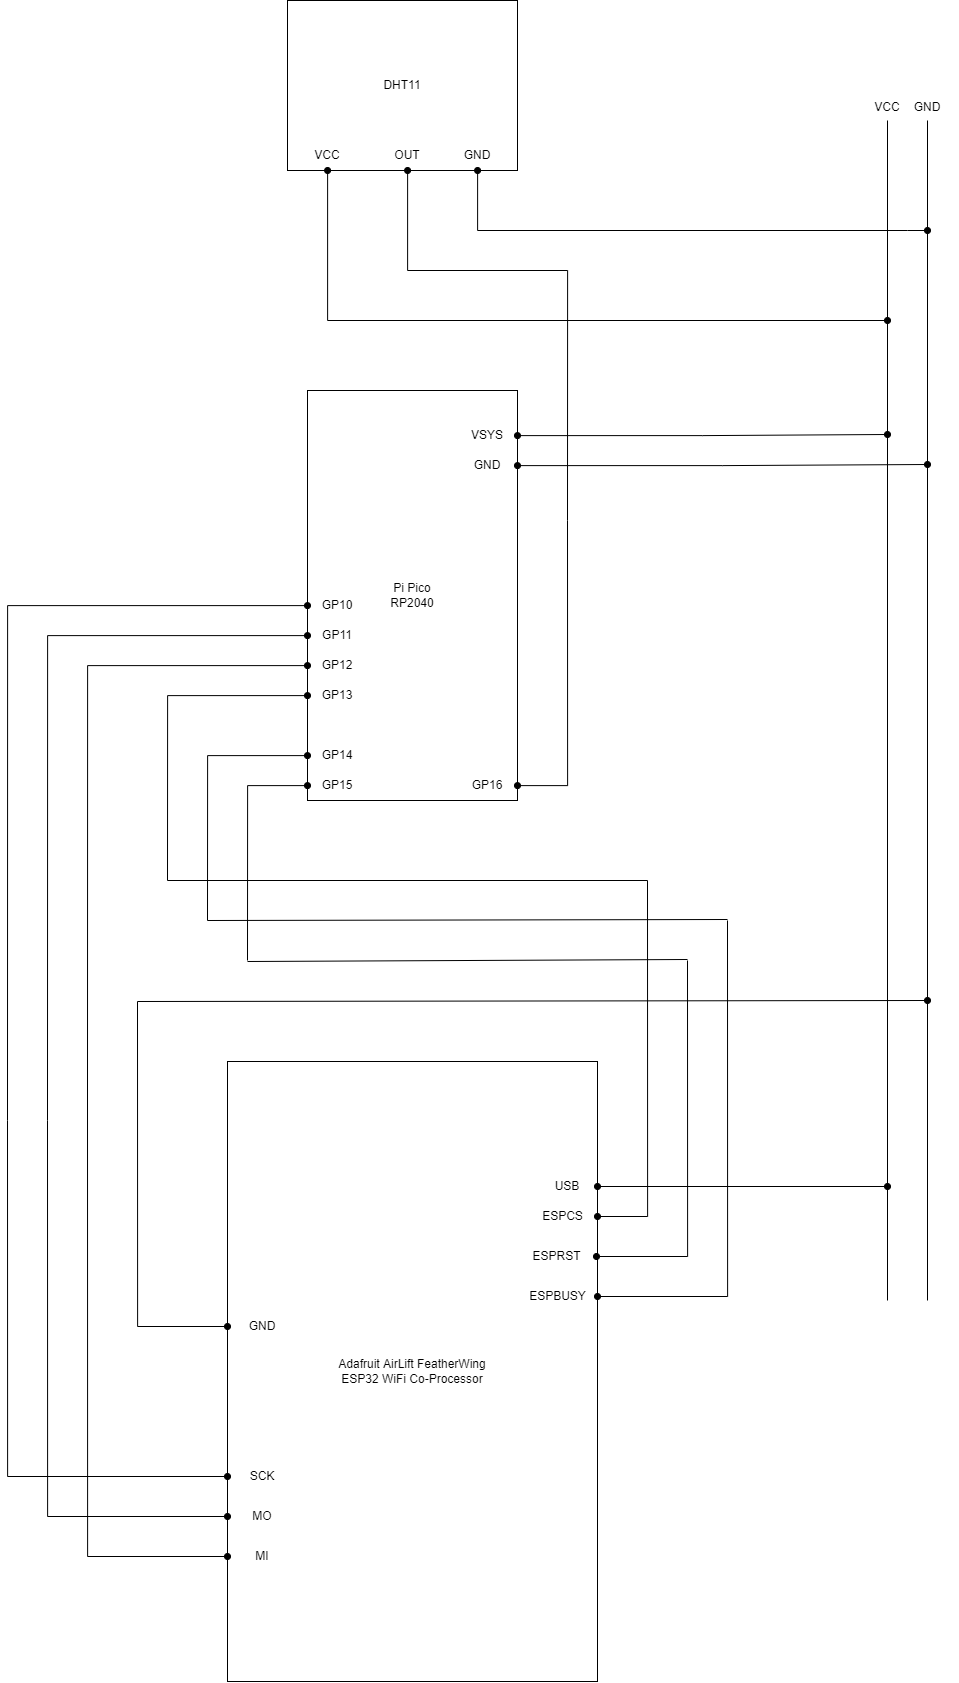 DHT11
VCC GND
VCC OUT GND
VSYS
GND
Pi Pico
RP2040
GP10
GP11
GP12
GP13
GP14
GP15 GP16
USB
ESPCS
ESPRST
ESPBUSY
GND
Adafruit AirLift FeatherWing
ESP32 WiFi Co-Processor
SCK
MO
MI